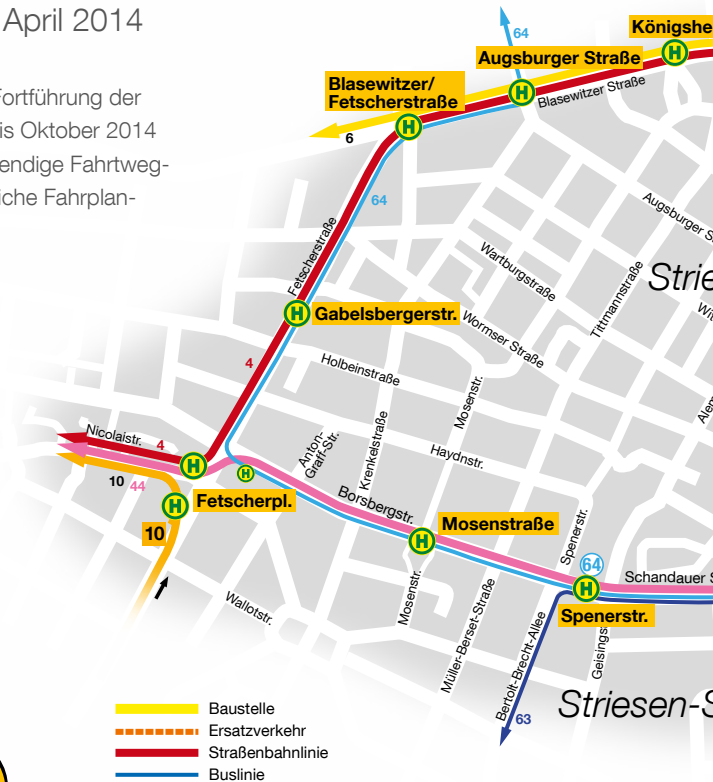 April 2014
Fortführung der
is Oktober 2014
endige Fahrtweg-
iche Fahrplan-
64
Königshe
Augsburger Straße
Blasewitzer/
Fetscherstraße
Blasewitzer Straße
6
64
Augsburger S
Fetscherstraße
Wartburgstraße
Tittmannstraße
Strie
Wit
Gabelsbergerstr.
Wormser Straße
4
Holbeinstraße
Mosenstr.
Alem
Nicolaistr.
4
Anton-
Graff-Str.
Krenkelstraße
Haydnstr.
10
44
Fetscherpl.
Borsbergstr.
10
Mosenstraße
Spenerstr.
64
Schandauer S
Wallotstr.
Mosenstr.
Müller-Berset-Straße
Bertolt-Brecht-Allee
Spenerstr.
Geisings
63
Striesen-S
Baustelle
Ersatzverkehr
Straßenbahnlinie
Buslinie
H
H
H
H
H
H
H
H